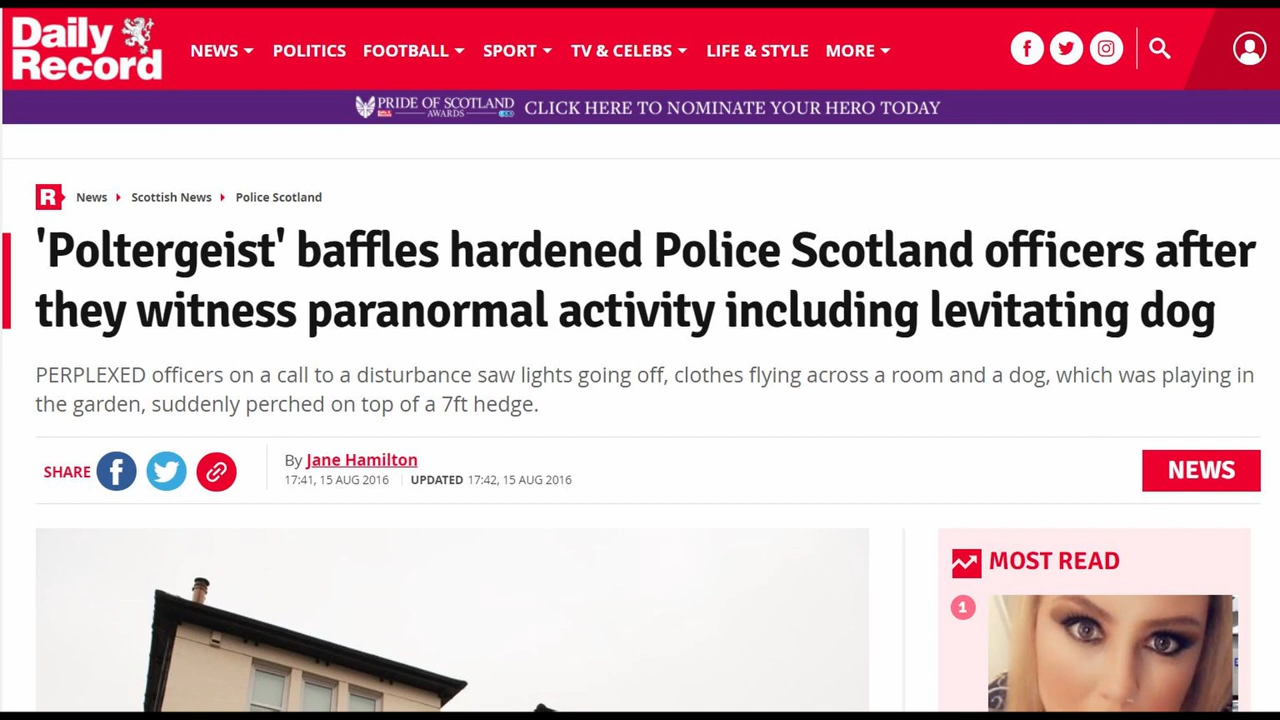 Daily
Record
NEWS POLITICS FOOTBALL SPORT TV & CELEBS LIFE & STYLE MORE
PRIDE OF SCOTLAND
AWARDS
CLICK HERE TO NOMINATE YOUR HERO TODAY
R News Scottish News Police Scotland
'Poltergeist' baffles hardened Police Scotland officers after
they witness paranormal activity including levitating dog
PERPLEXED officers on a call to a disturbance saw lights going off, clothes flying across a room and a dog, which was playing in
the garden, suddenly perched on top of a 7ft hedge.
SHARE
By Jane Hamilton
17:41, 15 AUG 2016 UPDATED 17:42, 15 AUG 2016
NEWS
MOST READ
1